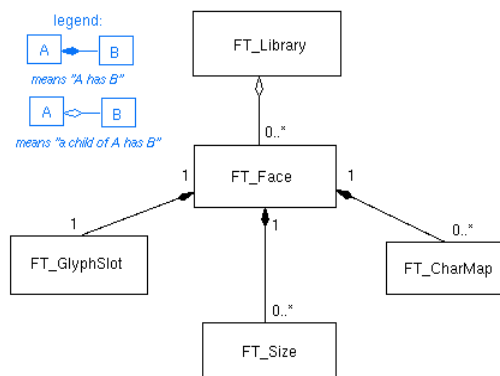 legend:
A
B
means "A has B"
A
B
means "a child of A has B"
FT_Library
0..*
1
FT_Face
1
1
1
FT_GlyphSlot
0..*
FT_CharMap
0..*
FT_Size